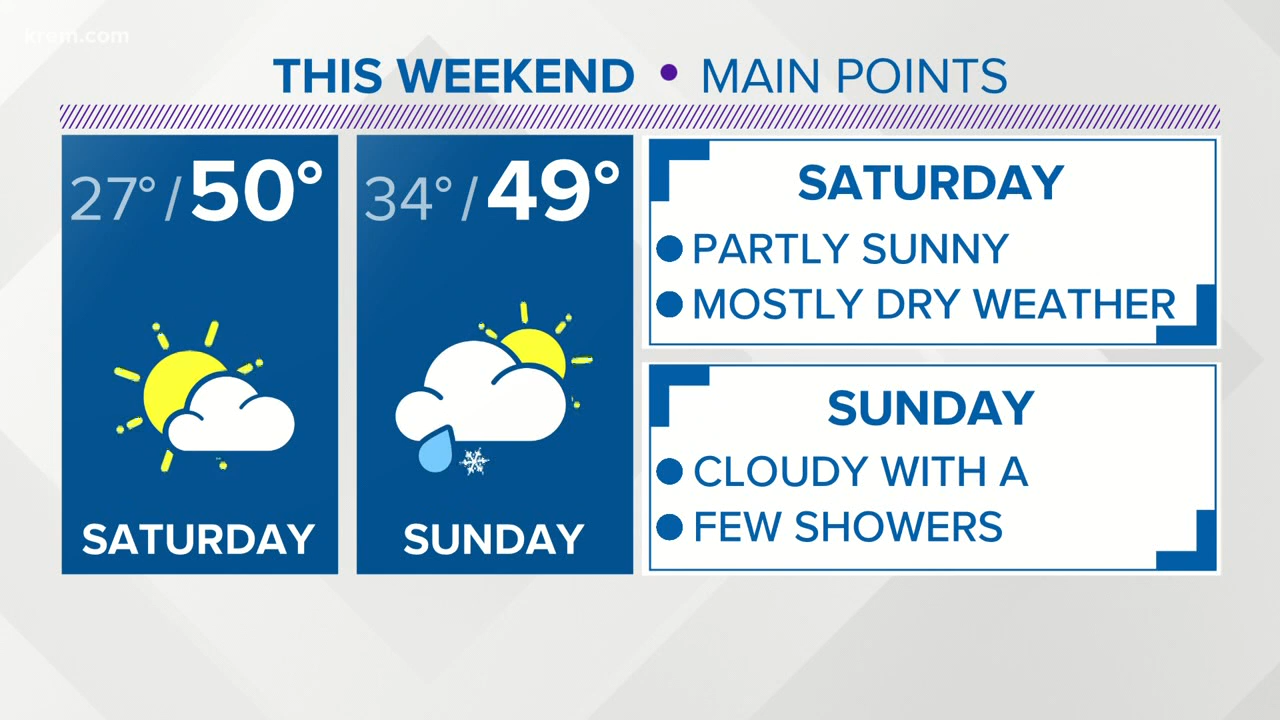 krem.com
THIS WEEKEND • MAIN POINTS
27°/50°
SATURDAY
34°/49°
SUNDAY
SATURDAY
● PARTLY SUNNY
● MOSTLY DRY WEATHER
SUNDAY
● CLOUDY WITH A
● FEW SHOWERS